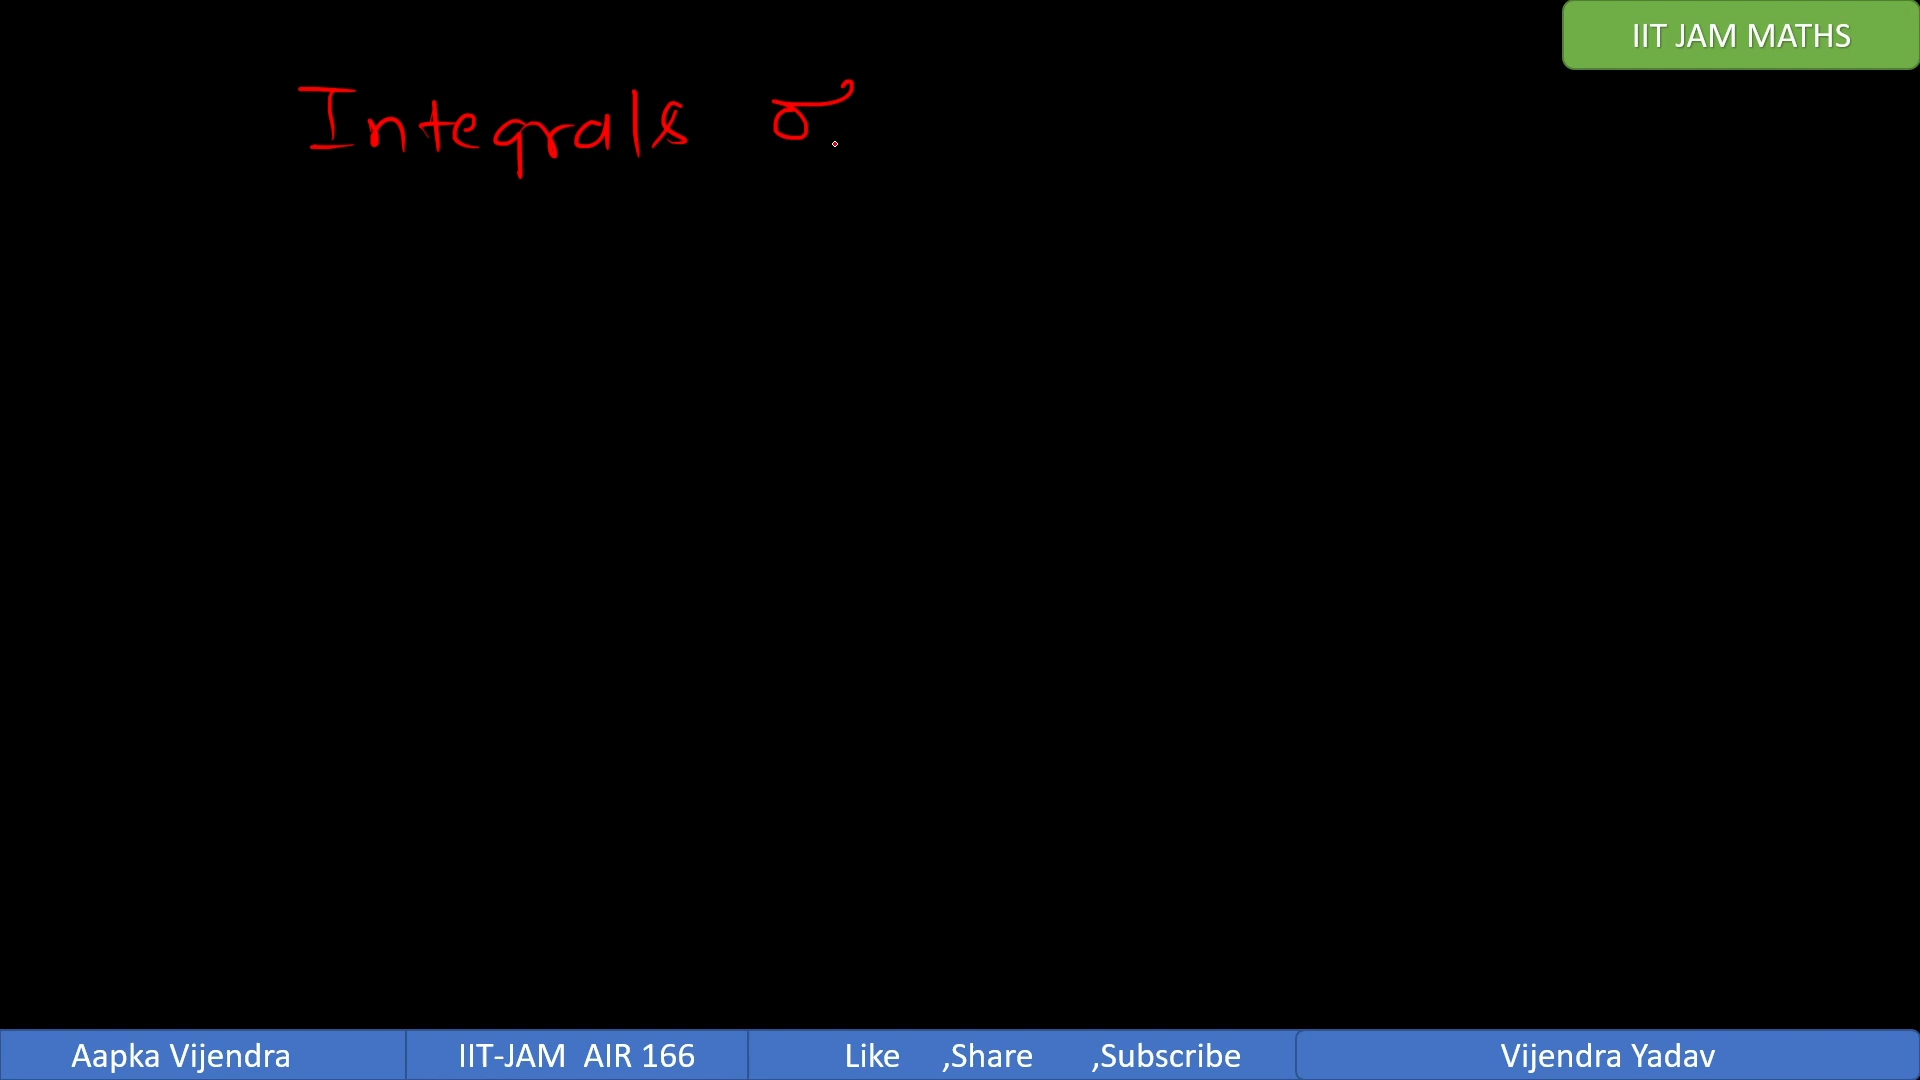 IIT JAM MATHS
Integrals
Aapka Vijendra
IIT-JAM AIR 166
Like ,Share ,Subscribe
Vijendra Yadav